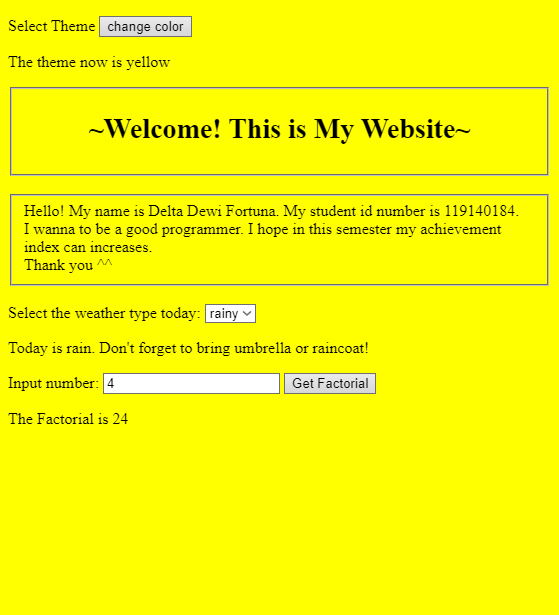 Select Theme change color
The theme now is yellow
~Welcome! This is My Website~
Hello! My name is Delta Dewi Fortuna. My student id number is 119140184.
I wanna to be a good programmer. I hope in this semester my achievement
index can increases.
Thank you ^^
Select the weather type today: rainy
Today is rain. Don't forget to bring umbrella or raincoat!
Input number: 4 Get Factorial
The Factorial is 24